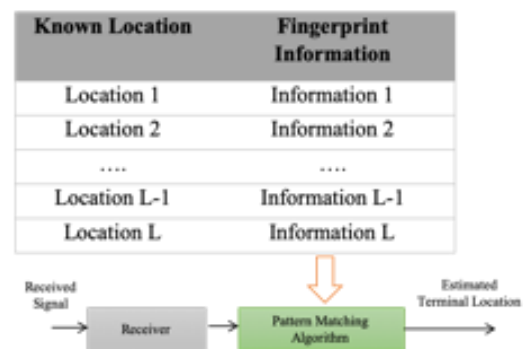 Known Location
Fingerprint
Information
Location 1
Information 1
Location 2
Information 2
....
....
Location L-1
Information L-1
Location L
Information L
Received
Signal
Receiver
Pattern Matching
Algorithm
Estimated
Terminal Location